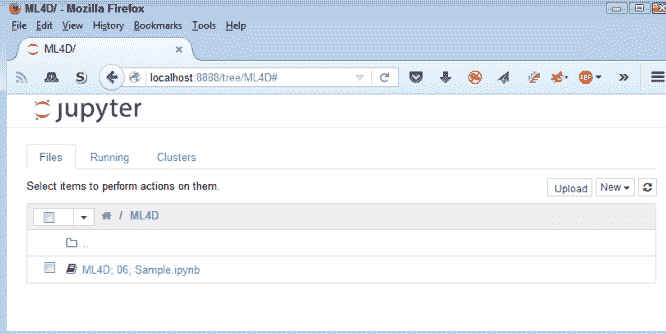 ML4D/ - Mozilla Firefox
File Edit View History Bookmarks Tools Help
ML4D/
localhost:8888/tree/ML4D#
ABP
jupyter
Files Running Clusters
Select items to perform actions on them.
Upload New
/ ML4D
..
ML4D; 06; Sample.ipynb